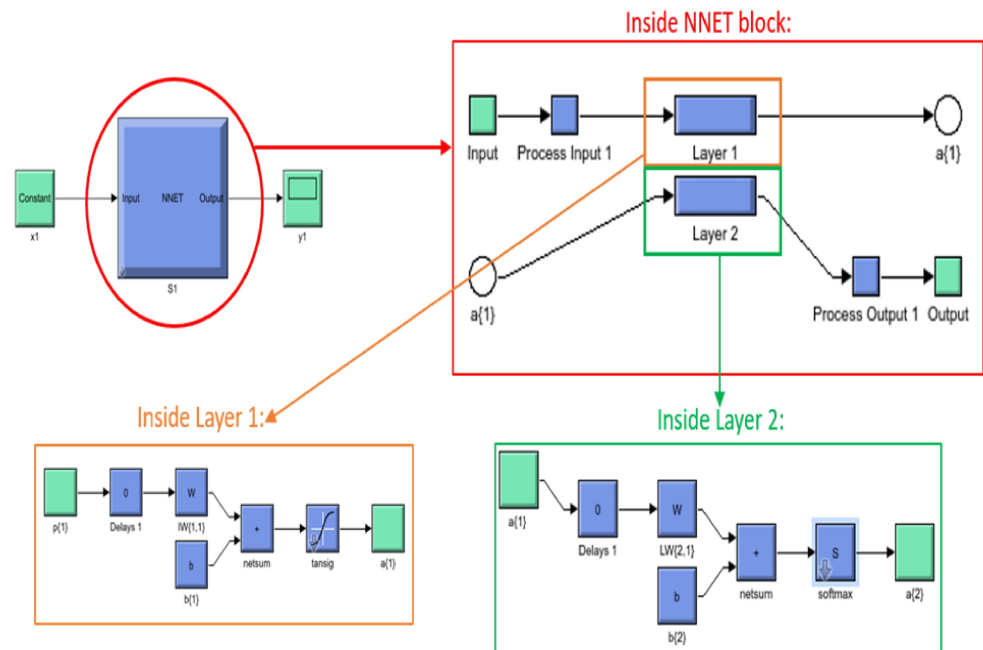 Inside NNET block:
Constant
x1
Input NNET Output
S1
y1
Input
Process Input 1
Layer 1
a{1}
Layer 2
a{1}
Process Output 1
Output
Inside Layer 1:
p{1}
0
Delays 1
W
IW{1,1}
b
b{1}
+
netsum
tansig
a{1}
Inside Layer 2:
a{1}
0
Delays 1
W
LW{2,1}
b
b{2}
+
netsum
S
softmax
a{2}